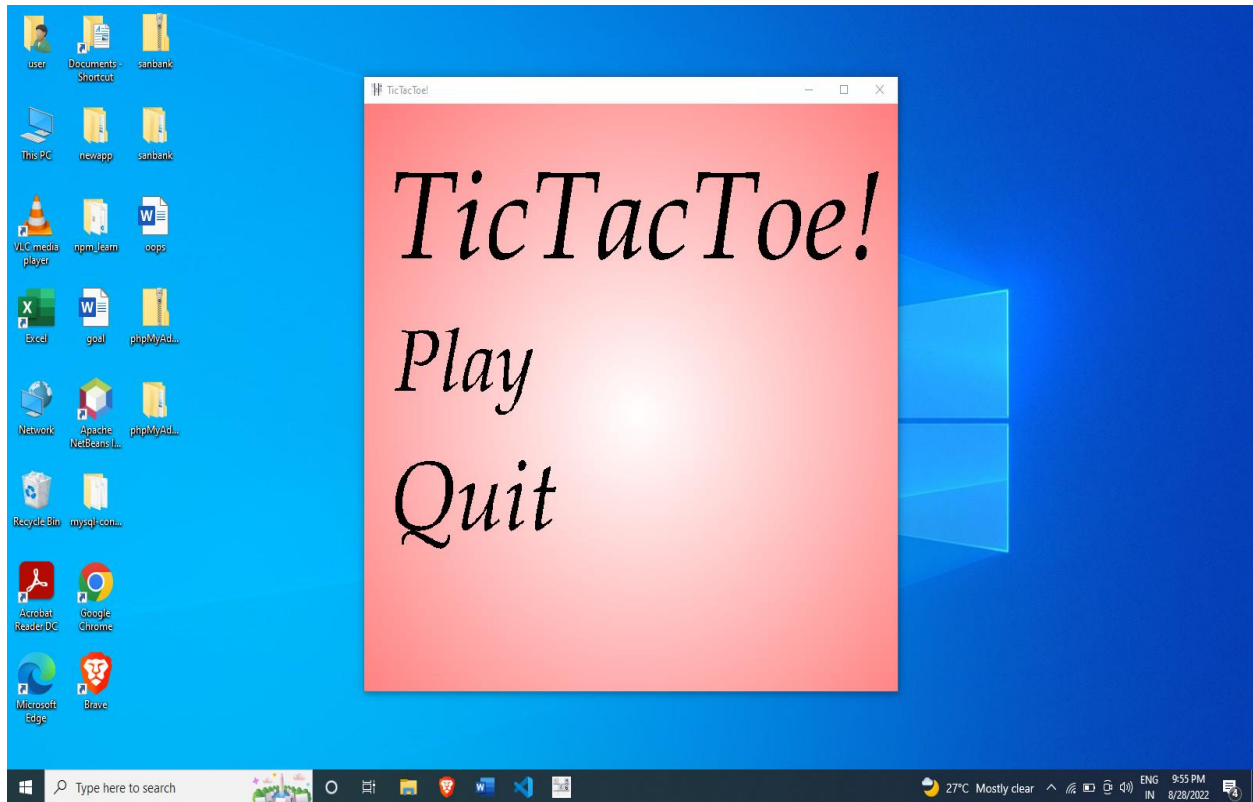 user
Documents -
Shortcut
sanbank
This PC
newapp
sanbank
VLC media
player
npm_learn
oops
Excel
goal
phpMyAd...
Network
Apache
NetBeans I...
phpMyAd...
Recycle Bin
mysql-con...
Acrobat
Reader DC
Google
Chrome
Microsoft
Edge
Brave
TicTacToe!
TicTacToe!
Play
Quit
Type here to search
27°C Mostly clear
ENG
IN
9:55 PM
8/28/2022
4